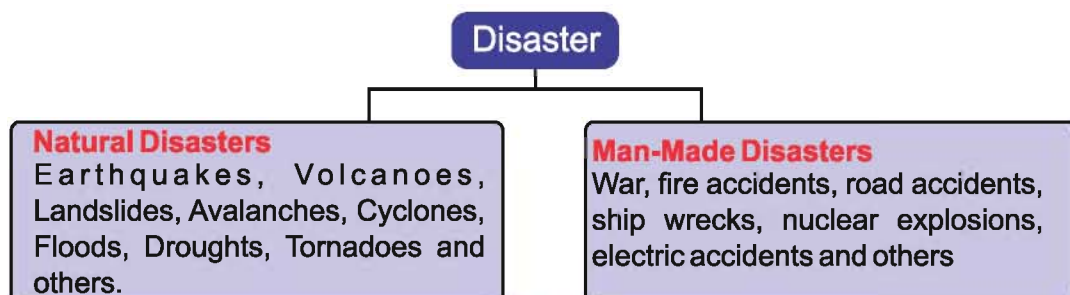 Disaster
Natural Disasters
Earthquakes, Volcanoes,
Landslides, Avalanches, Cyclones,
Floods, Droughts, Tornadoes and
others.
Man-Made Disasters
War, fire accidents, road accidents,
ship wrecks, nuclear explosions,
electric accidents and others